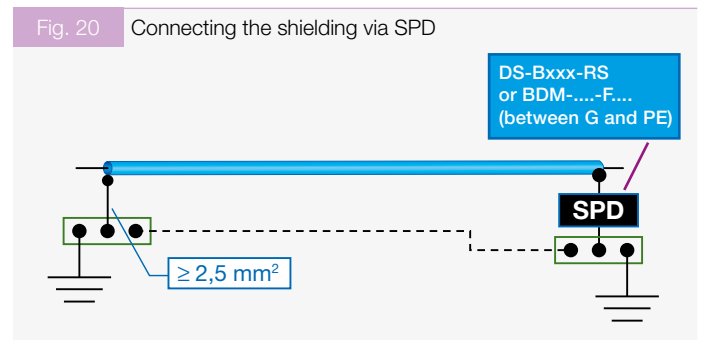 Fig. 20 Connecting the shielding via SPD
DS-Bxxx-RS
or BDM-....-F....
(between G and PE)
SPD
≥ 2,5 mm²